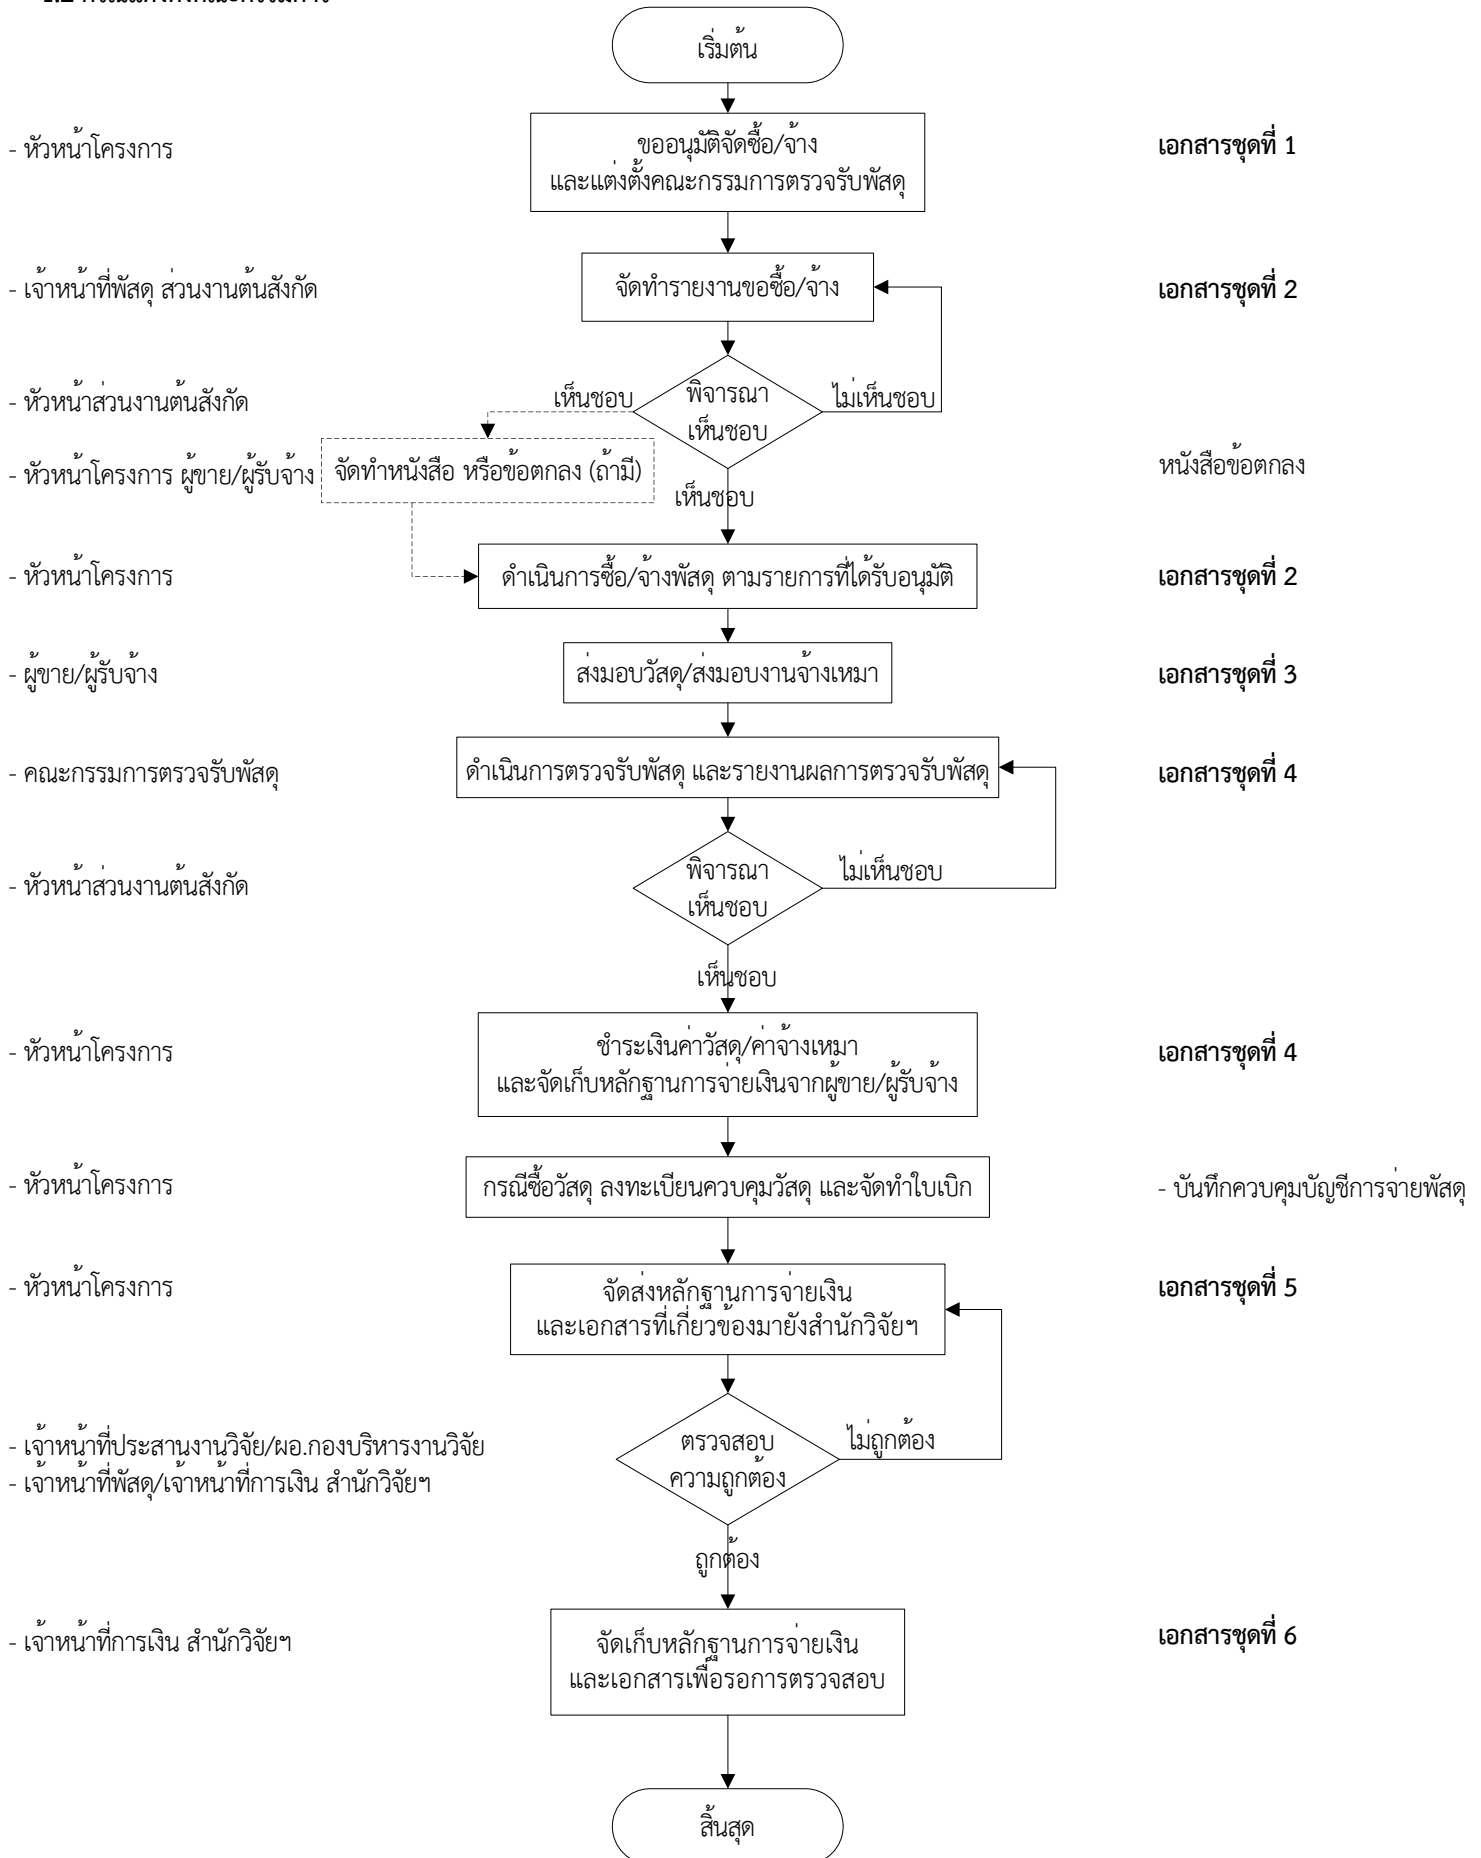 เริ่มต้น
- หัวหน้าโครงการ
ขออนุมัติจัดซื้อ/จ้าง
และแต่งตั้งคณะกรรมการตรวจรับพัสดุ
เอกสารชุดที่ 1
- เจ้าหน้าที่พัสดุ ส่วนงานต้นสังกัด
จัดทำรายงานขอซื้อ/จ้าง
เอกสารชุดที่ 2
- หัวหน้าส่วนงานต้นสังกัด
เห็นชอบ
พิจารณา
เห็นชอบ
ไม่เห็นชอบ
- หัวหน้าโครงการ ผู้ขาย/ผู้รับจ้าง
จัดทำหนังสือ หรือข้อตกลง (ถ้ามี)
หนังสือข้อตกลง
เห็นชอบ
- หัวหน้าโครงการ
ดำเนินการซื้อ/จ้างพัสดุ ตามรายการที่ได้รับอนุมัติ
เอกสารชุดที่ 2
- ผู้ขาย/ผู้รับจ้าง
ส่งมอบวัสดุ/ส่งมอบงานจ้างเหมา
เอกสารชุดที่ 3
- คณะกรรมการตรวจรับพัสดุ
ดำเนินการตรวจรับพัสดุ และรายงานผลการตรวจรับพัสดุ
เอกสารชุดที่ 4
- หัวหน้าส่วนงานต้นสังกัด
พิจารณา
เห็นชอบ
ไม่เห็นชอบ
เห็นชอบ
- หัวหน้าโครงการ
ชำระเงินค่าวัสดุ/ค่าจ้างเหมา
และจัดเก็บหลักฐานการจ่ายเงินจากผู้ขาย/ผู้รับจ้าง
เอกสารชุดที่ 4
- หัวหน้าโครงการ
กรณีซื้อวัสดุ ลงทะเบียนควบคุมวัสดุ และจัดทำใบเบิก
- บันทึกควบคุมบัญชีการจ่ายพัสดุ
- หัวหน้าโครงการ
จัดส่งหลักฐานการจ่ายเงิน
และเอกสารที่เกี่ยวข้องมายังสำนักวิจัยฯ
เอกสารชุดที่ 5
- เจ้าหน้าที่ประสานงานวิจัย/ผอ.กองบริหารงานวิจัย
- เจ้าหน้าที่พัสดุ/เจ้าหน้าที่การเงิน สำนักวิจัยฯ
ตรวจสอบ
ความถูกต้อง
ไม่ถูกต้อง
ถูกต้อง
- เจ้าหน้าที่การเงิน สำนักวิจัยฯ
จัดเก็บหลักฐานการจ่ายเงิน
และเอกสารเพื่อรอการตรวจสอบ
เอกสารชุดที่ 6
สิ้นสุด